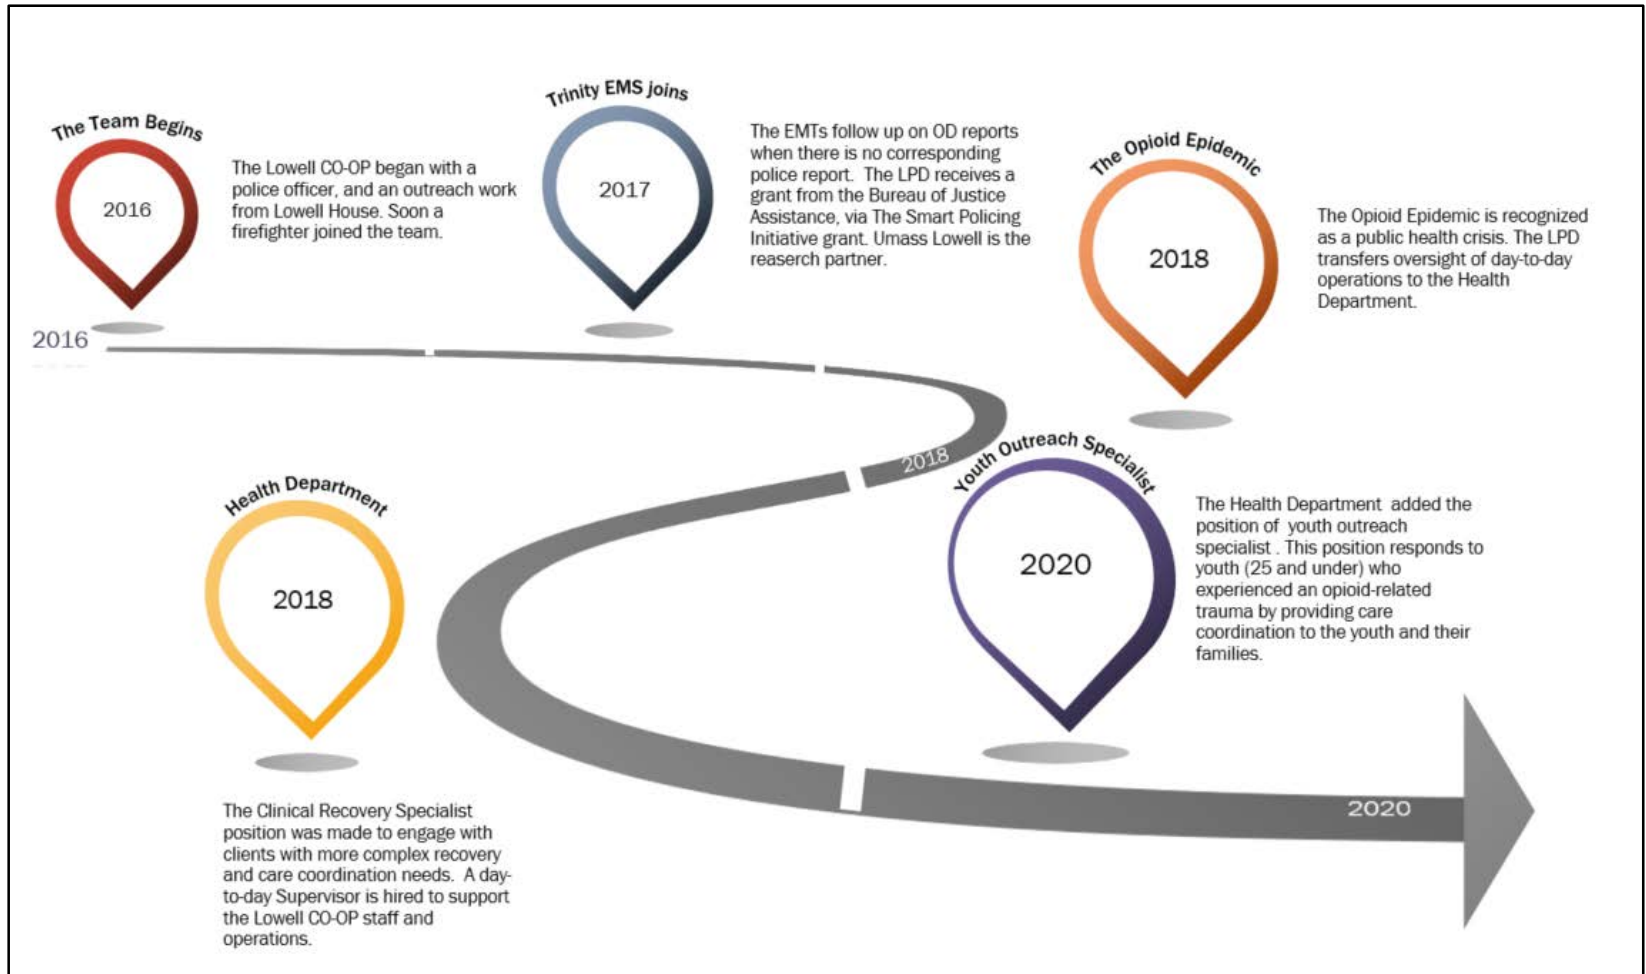 The Team Begins
2016
The Lowell CO-OP began with a
police officer, and an outreach work
from Lowell House. Soon a
firefighter joined the team.
Trinity EMS joins
2017
The EMTs follow up on OD reports
when there is no corresponding
police report. The LPD receives a
grant from the Bureau of Justice
Assistance, via The Smart Policing
Initiative grant. Umass Lowell is the
reaserch partner.
The Opioid Epidemic
2018
The Opioid Epidemic is recognized
as a public health crisis. The LPD
transfers oversight of day-to-day
operations to the Health
Department.
2016
2018
Health Department
2018
The Clinical Recovery Specialist
position was made to engage with
clients with more complex recovery
and care coordination needs. A day-
to-day Supervisor is hired to support
the Lowell CO-OP staff and
operations.
Youth Outreach Specialist
2020
The Health Department added the
position of youth outreach
specialist . This position responds to
youth (25 and under) who
experienced an opioid-related
trauma by providing care
coordination to the youth and their
families.
2020